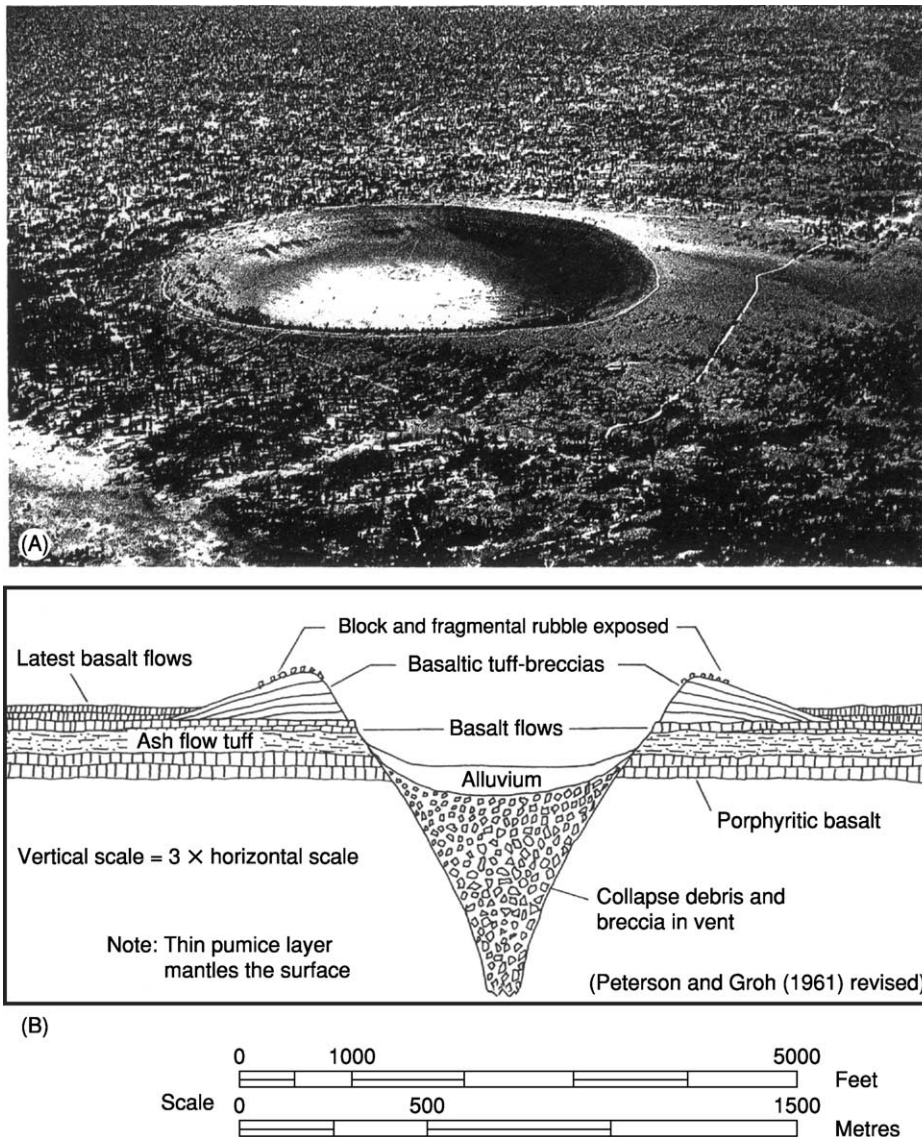 (A)
Block and fragmental rubble exposed
Latest basalt flows
Basaltic tuff-breccias
Basalt flows
Ash flow tuff
Alluvium
Porphyritic basalt
Vertical scale = 3 × horizontal scale
Collapse debris and
breccia in vent
Note: Thin pumice layer
mantles the surface
(Peterson and Groh (1961) revised)
(B)
0 1000 5000
Feet
Scale
0 500 1500
Metres